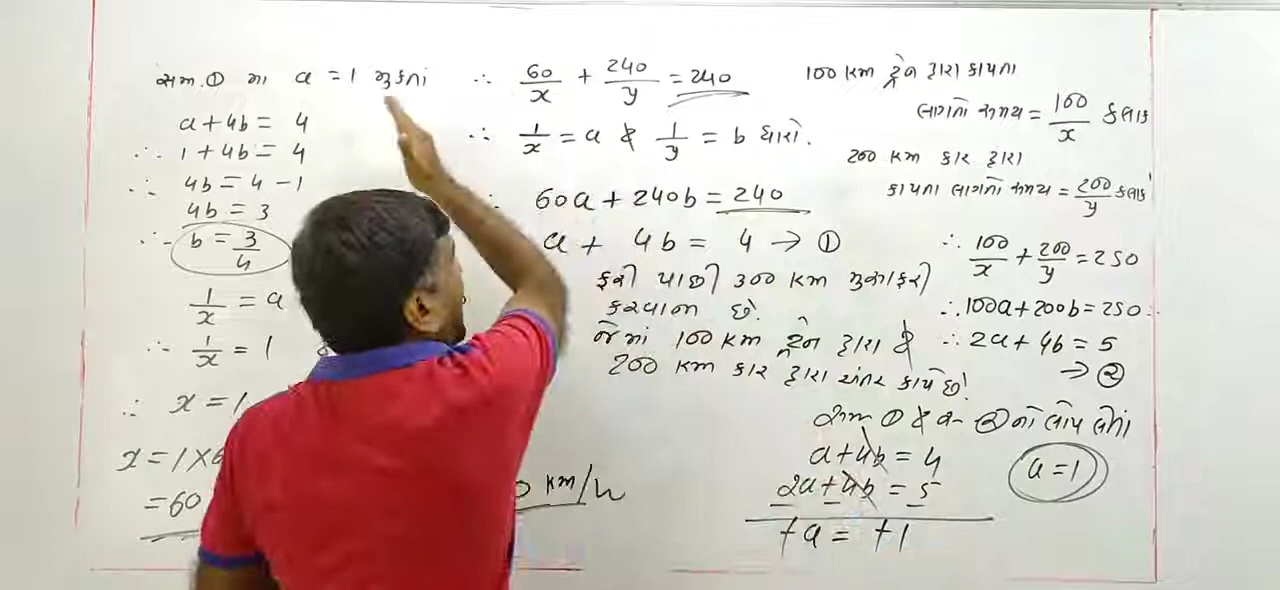 સમ.① માં a = 1 મુકતાં
a + 4b = 4
∴ 1 + 4b = 4
∴ 4b = 4 - 1
4b = 3
∴ b = 3/4
1/x = a
∴ 1/x = 1
∴ x = 1
x = 1 × 6
= 60
∴ 60/x + 240/y = 240
∴ 1/x = a & 1/y = b ધારો.
60a + 240b = 240
a + 4b = 4 → ①
ફરી પાછી 300 km મુસાફરી
કરવાની છે.
જેમાં 100 km ટ્રેન દ્વારા &
200 km કાર દ્વારા અંતર કાપે છે.
km/h
100 km ટ્રેન દ્વારા કાપતા
લાગતો સમય = 100/x કલાક
200 km કાર દ્વારા
કાપતા લાગતો સમય = 200/y કલાક
∴ 100/x + 200/y = 250
∴ 100a + 200b = 250
∴ 2a + 4b = 5
→ ②
સમ ① & સમ ② નો લોપ લેતાં
a + 4b = 4
2a + 4b = 5
- - -
+a = +1
a = 1